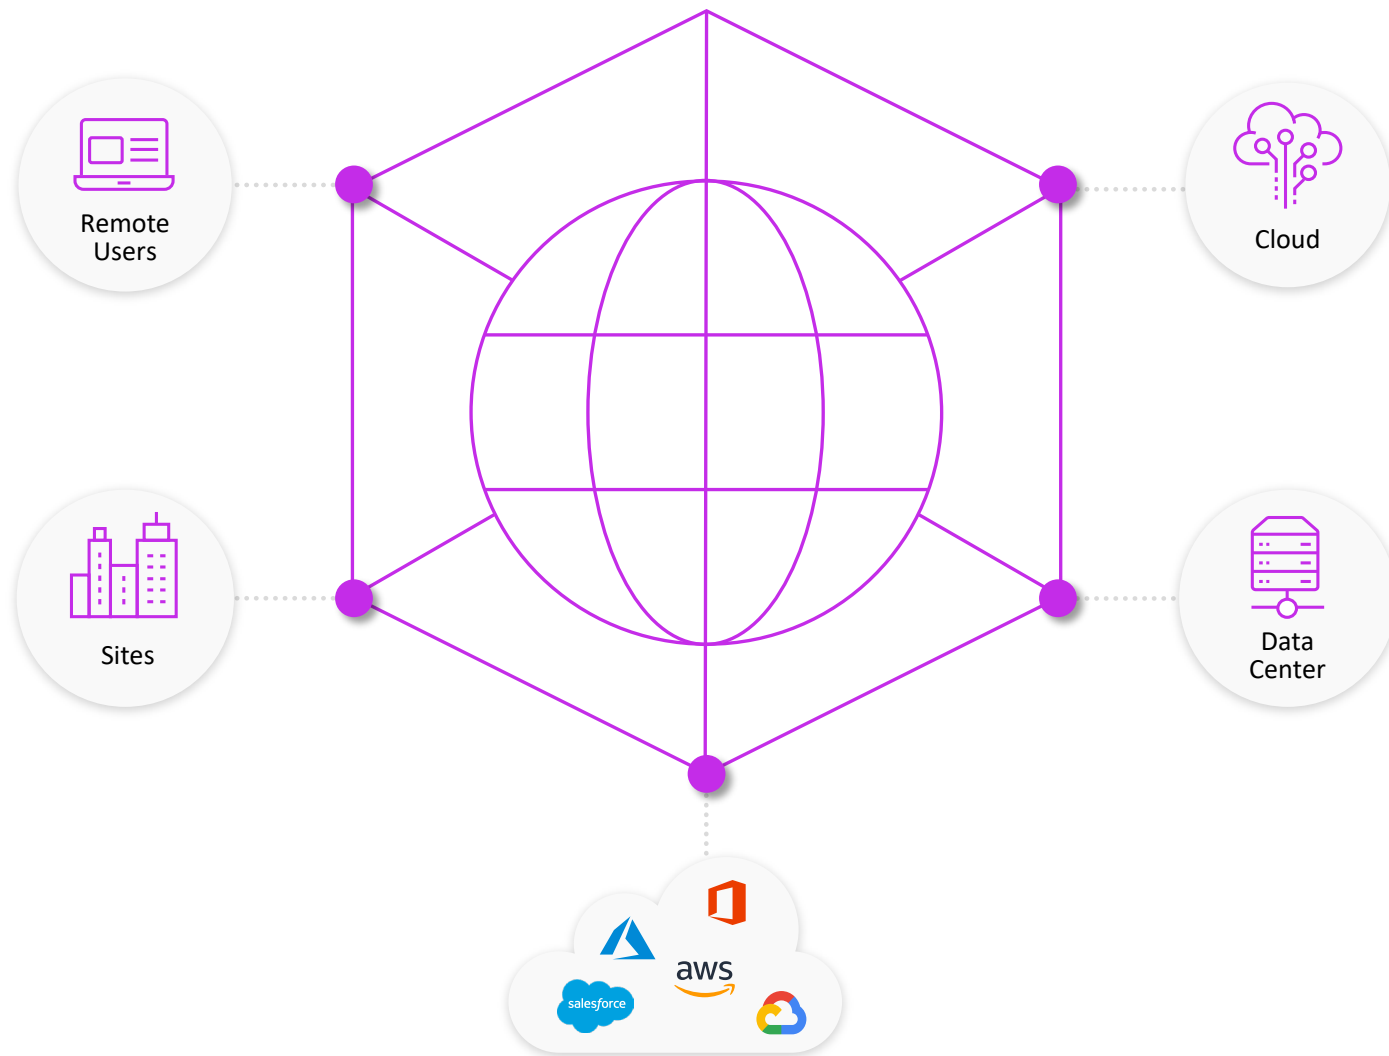 Remote
Users
Cloud
Sites
Data
Center
aws
salesforce